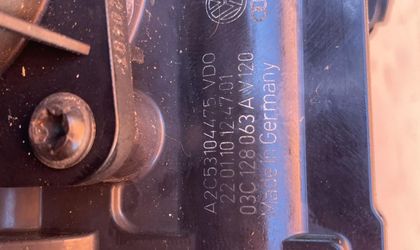 A2C53104475 VDO
22.01.10 12:47:01
03C 128 063 A V120
Made in Germany